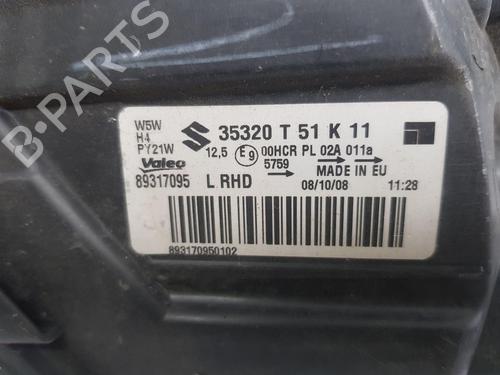 B-PARTS
W5W
H4
PY21W
35320 T 51 K 11
12,5 E9 00HCR PL 02A 011a
5759
MADE IN EU
Valeo
89317095 L RHD 08/10/08 11:28
893170950102